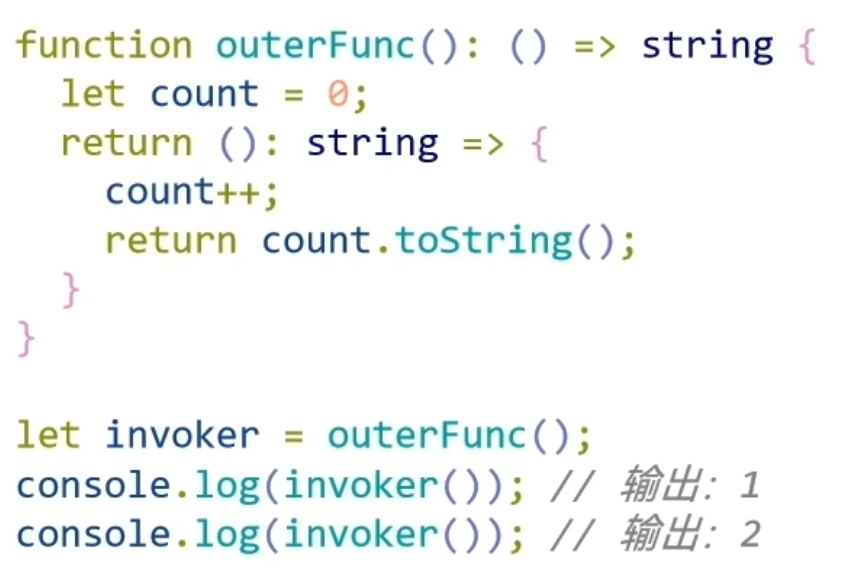 function outerFunc(): () => string {
  let count = 0;
  return (): string => {
    count++;
    return count.toString();
  }
}

let invoker = outerFunc();
console.log(invoker()); // 输出: 1
console.log(invoker()); // 输出: 2